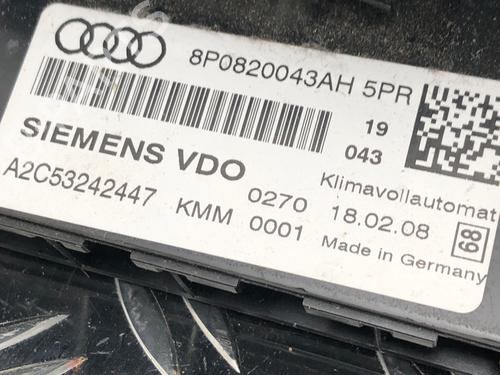 8P0820043AH 5PR
19
043
SIEMENS VDO
A2C53242447
0270
KMM 0001
Klimavollautomat
18.02.08
68
Made in Germany